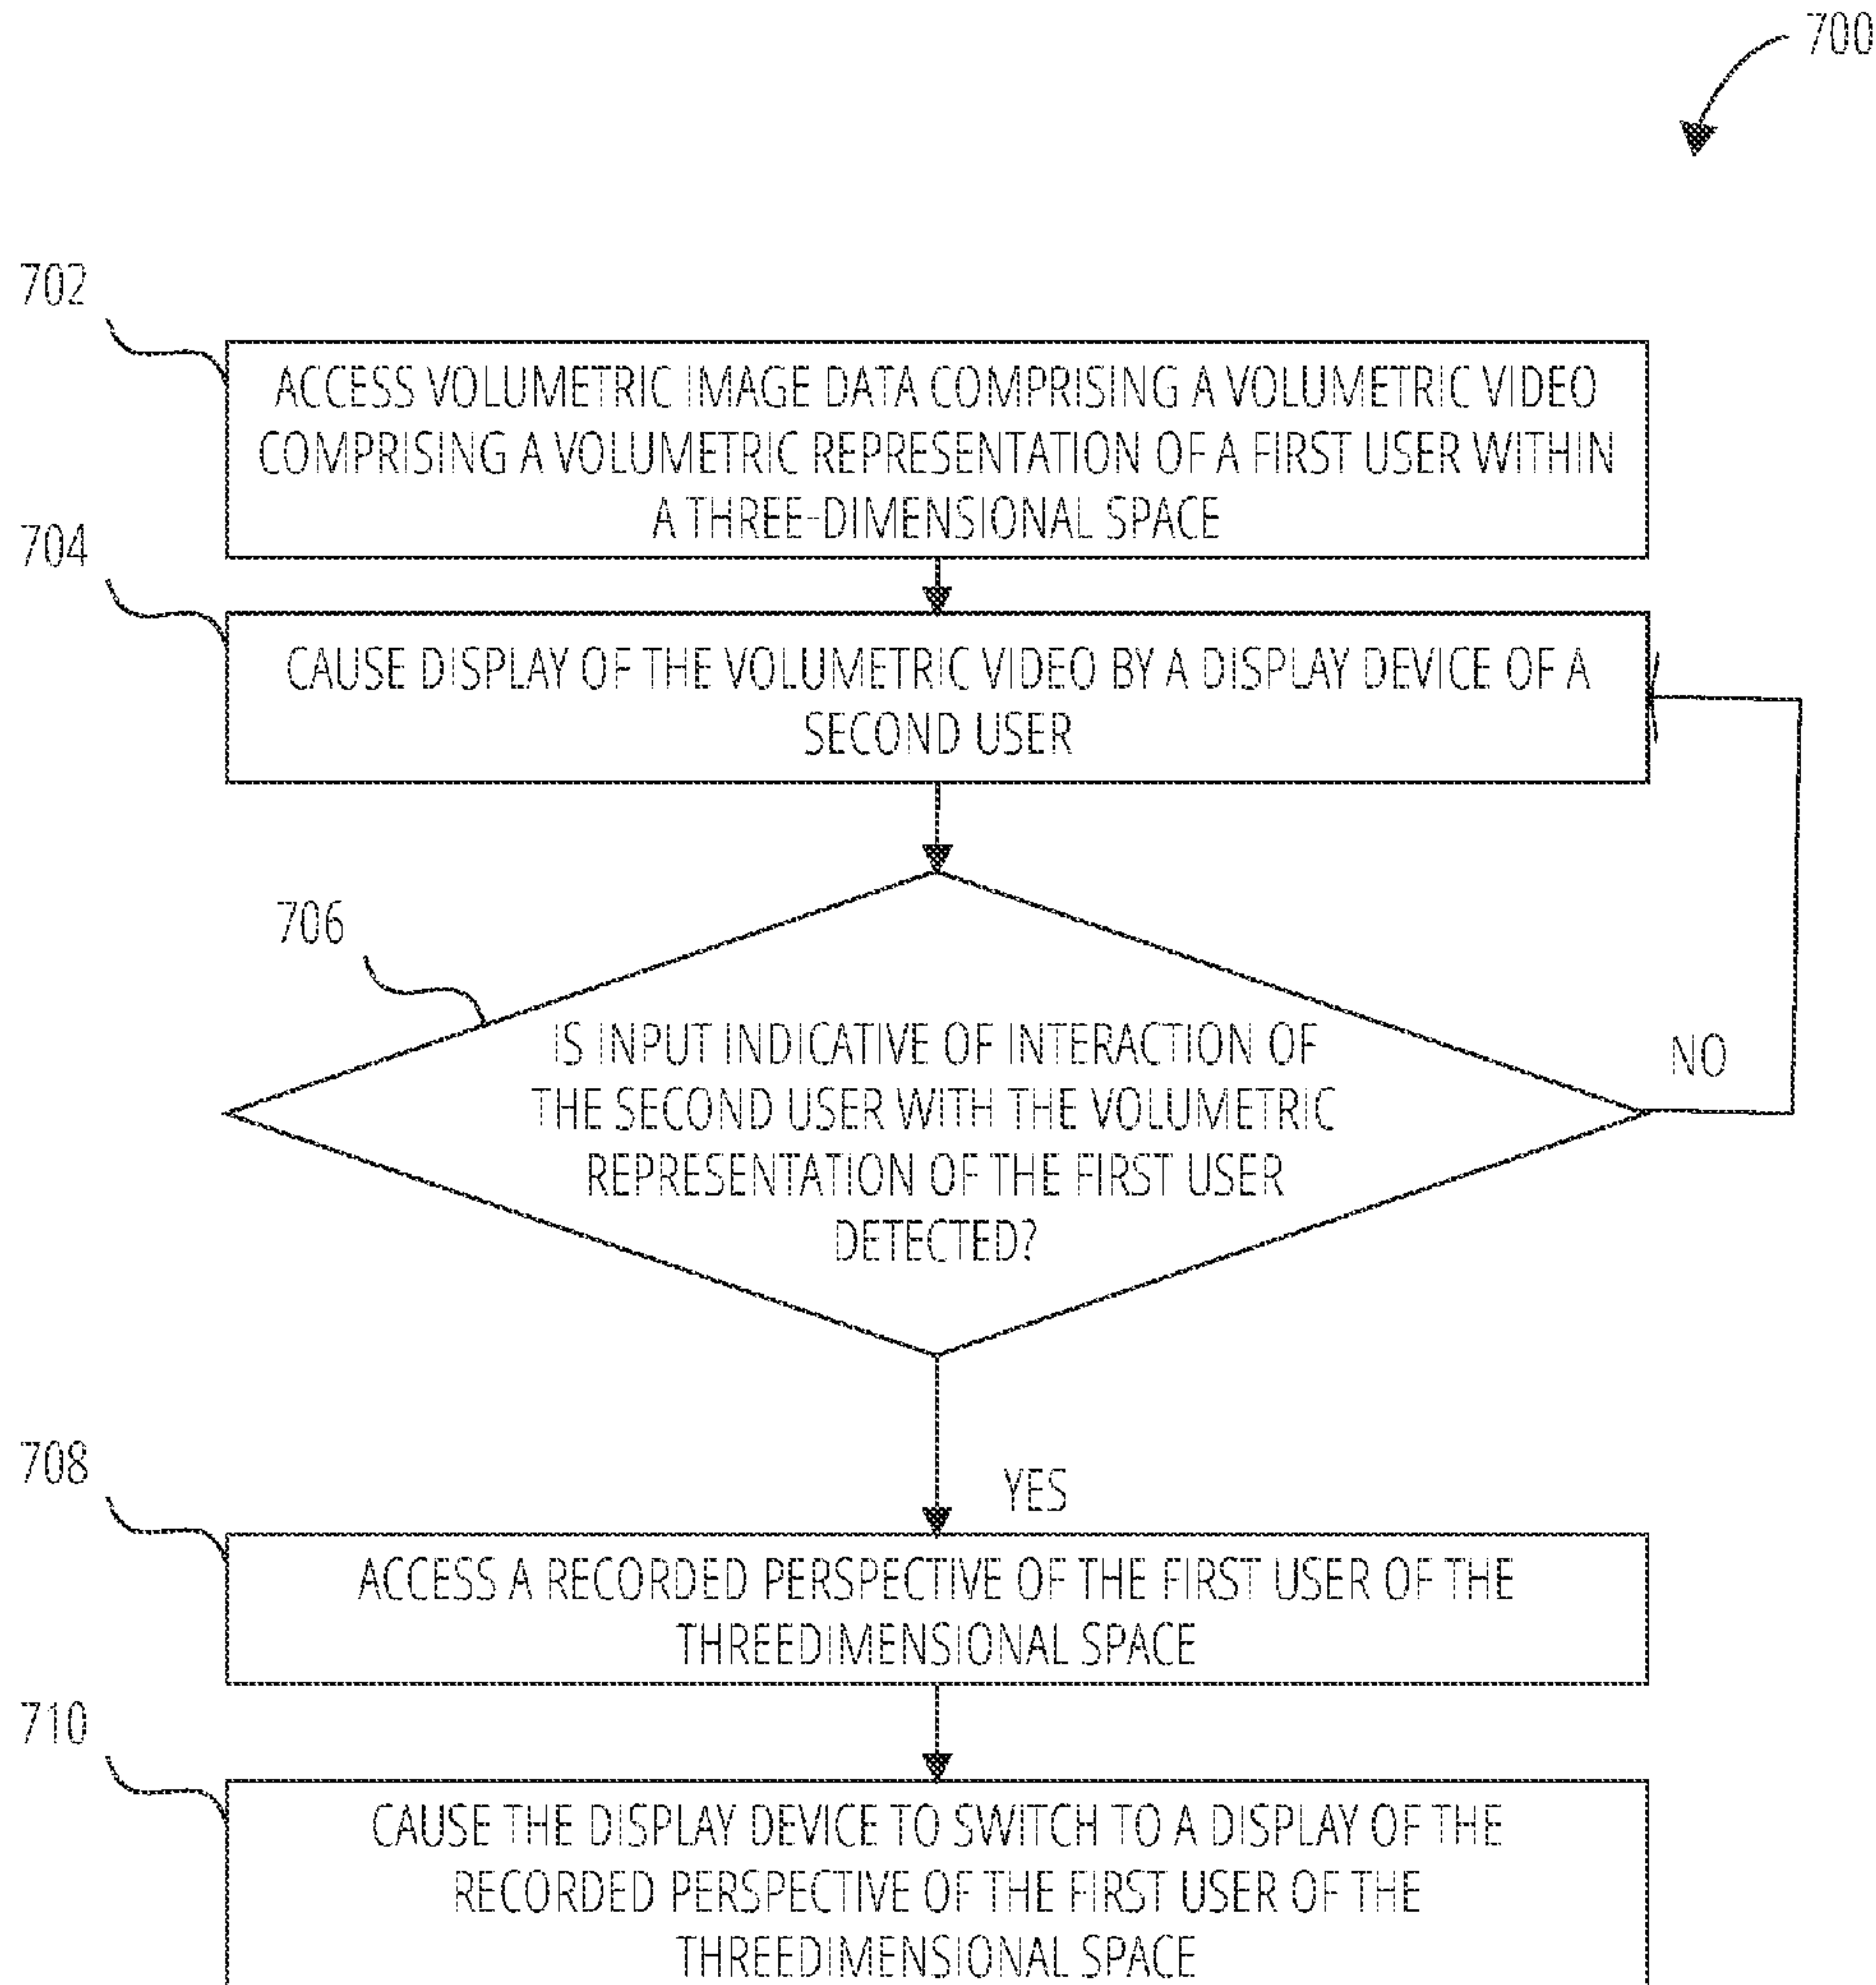 700
702
ACCESS VOLUMETRIC IMAGE DATA COMPRISING A VOLUMETRIC VIDEO
COMPRISING A VOLUMETRIC REPRESENTATION OF A FIRST USER WITHIN
A THREE-DIMENSIONAL SPACE
704
CAUSE DISPLAY OF THE VOLUMETRIC VIDEO BY A DISPLAY DEVICE OF A
SECOND USER
706
IS INPUT INDICATIVE OF INTERACTION OF
THE SECOND USER WITH THE VOLUMETRIC
REPRESENTATION OF THE FIRST USER
DETECTED?
NO
YES
708
ACCESS A RECORDED PERSPECTIVE OF THE FIRST USER OF THE
THREEDIMENSIONAL SPACE
710
CAUSE THE DISPLAY DEVICE TO SWITCH TO A DISPLAY OF THE
RECORDED PERSPECTIVE OF THE FIRST USER OF THE
THREEDIMENSIONAL SPACE